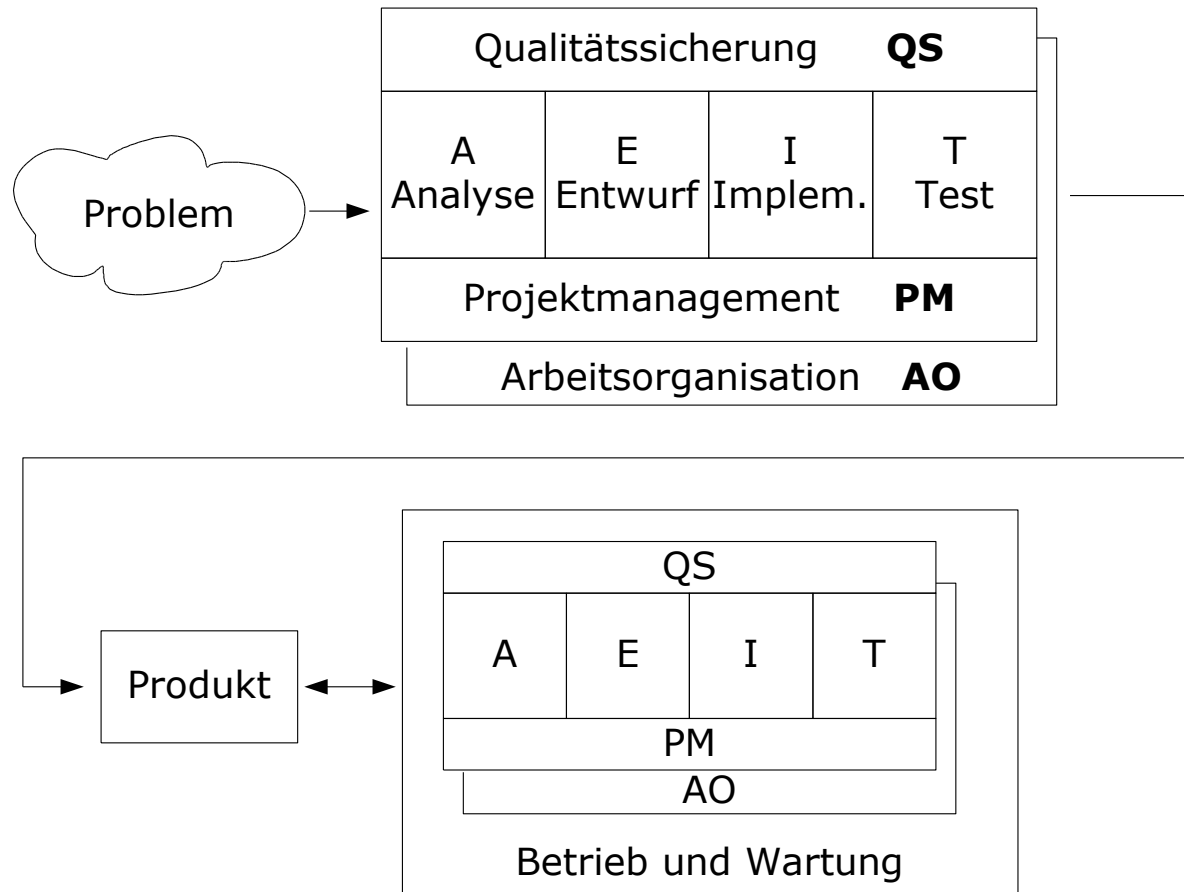 Qualitätssicherung QS
Problem
A
Analyse
E
Entwurf
I
Implem.
T
Test
Projektmanagement PM
Arbeitsorganisation AO
Produkt
QS
A
E
I
T
PM
AO
Betrieb und Wartung